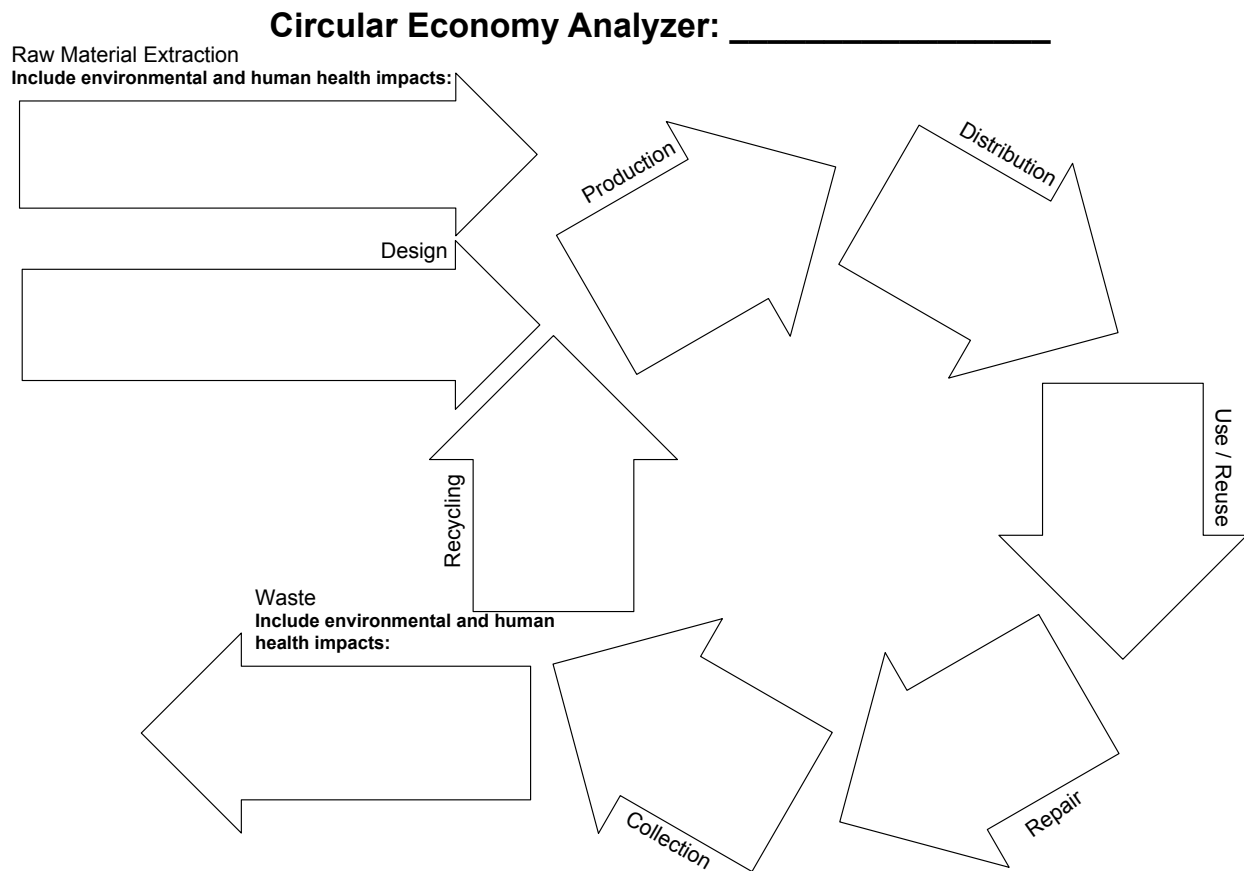 Circular Economy Analyzer: __________________
Raw Material Extraction
Include environmental and human health impacts:
Production
Distribution
Design
Use / Reuse
Recycling
Waste
Include environmental and human
health impacts:
Repair
Collection